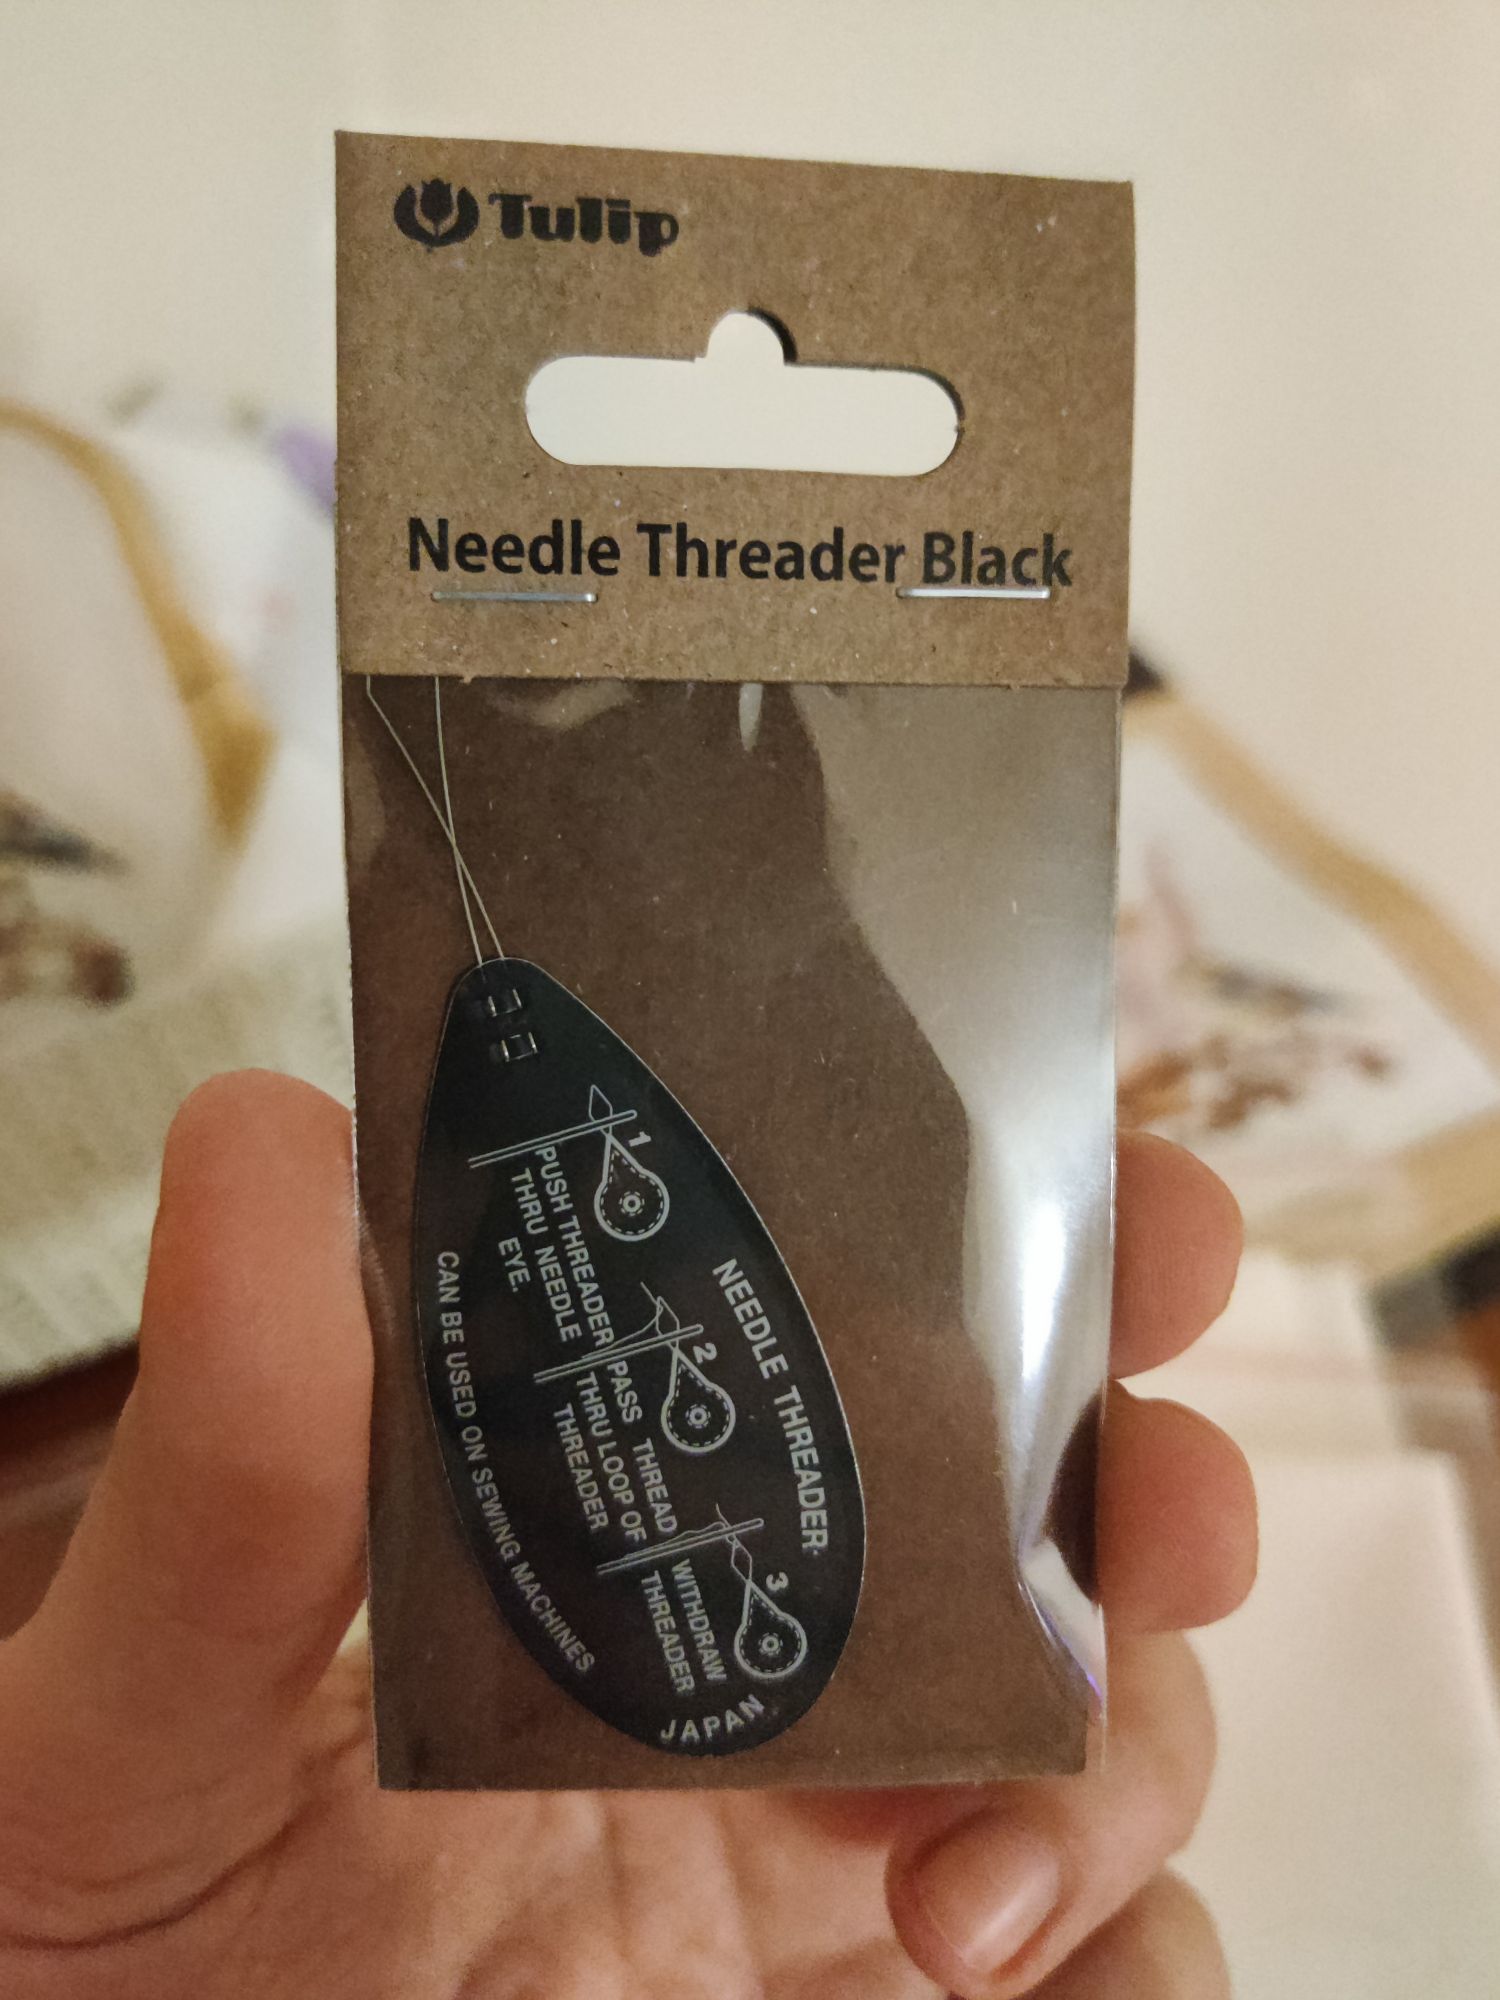 Tulip
Needle Threader Black
NEEDLE THREADER
1
PUSH THREADER
THRU NEEDLE
EYE.
2
PASS THREAD
THRU LOOP OF
THREADER
3
WITHDRAW
THREADER
CAN BE USED ON SEWING MACHINES
JAPAN